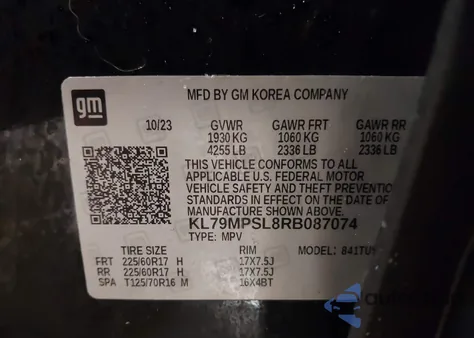 gm
MFD BY GM KOREA COMPANY
10/23 GVWR GAWR FRT GAWR RR
1930 KG 1060 KG 1060 KG
4255 LB 2336 LB 2336 LB
THIS VEHICLE CONFORMS TO ALL
APPLICABLE U.S. FEDERAL MOTOR
VEHICLE SAFETY AND THEFT PREVENTION
STANDARDS IN EFFECT ON THE DATE OF
MANUFACTURE SHOWN ABOVE.
KL79MPSL8RB087074
TYPE: MPV MODEL: 841TU
TIRE SIZE RIM
FRT 225/60R17 H 17X7.5J
RR 225/60R17 H 17X7.5J
SPA T125/70R16 M 16X4BT